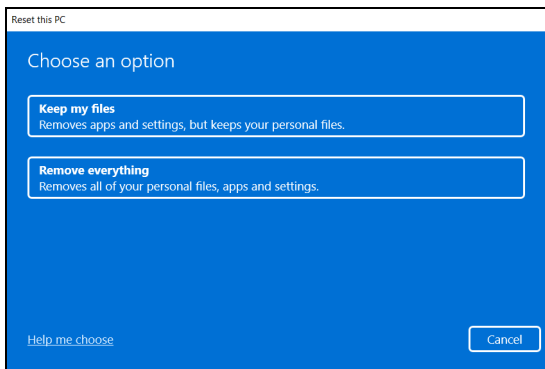 Reset this PC
Choose an option
Keep my files
Removes apps and settings, but keeps your personal files.
Remove everything
Removes all of your personal files, apps and settings.
Help me choose
Cancel